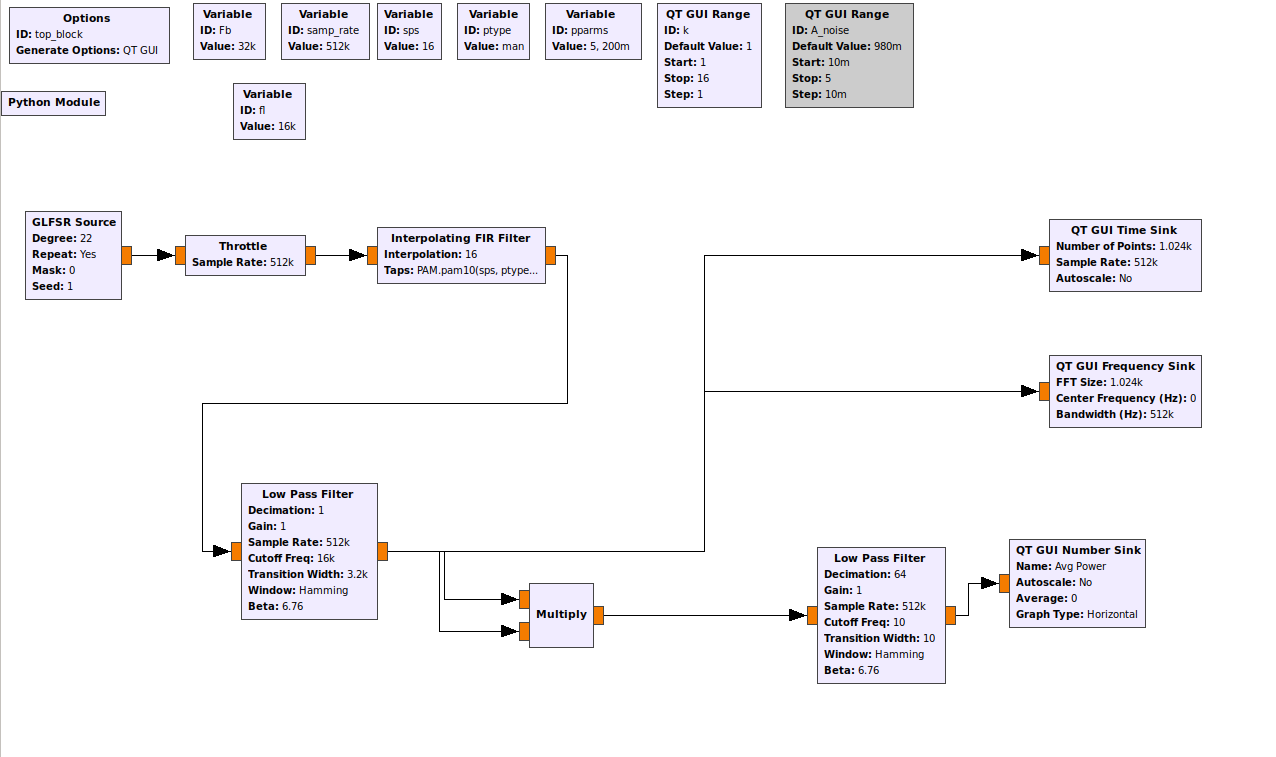 Options
ID: top_block
Generate Options: QT GUI
Variable
ID: Fb
Value: 32k
Variable
ID: samp_rate
Value: 512k
Variable
ID: sps
Value: 16
Variable
ID: ptype
Value: man
Variable
ID: pparms
Value: 5, 200m
QT GUI Range
ID: k
Default Value: 1
Start: 1
Stop: 16
Step: 1
QT GUI Range
ID: A_noise
Default Value: 980m
Start: 10m
Stop: 5
Step: 10m
Python Module
Variable
ID: fl
Value: 16k
GLFSR Source
Degree: 22
Repeat: Yes
Mask: 0
Seed: 1
Throttle
Sample Rate: 512k
Interpolating FIR Filter
Interpolation: 16
Taps: PAM.pam10(sps, ptype...
QT GUI Time Sink
Number of Points: 1.024k
Sample Rate: 512k
Autoscale: No
QT GUI Frequency Sink
FFT Size: 1.024k
Center Frequency (Hz): 0
Bandwidth (Hz): 512k
Low Pass Filter
Decimation: 1
Gain: 1
Sample Rate: 512k
Cutoff Freq: 16k
Transition Width: 3.2k
Window: Hamming
Beta: 6.76
Multiply
Low Pass Filter
Decimation: 64
Gain: 1
Sample Rate: 512k
Cutoff Freq: 10
Transition Width: 10
Window: Hamming
Beta: 6.76
QT GUI Number Sink
Name: Avg Power
Autoscale: No
Average: 0
Graph Type: Horizontal